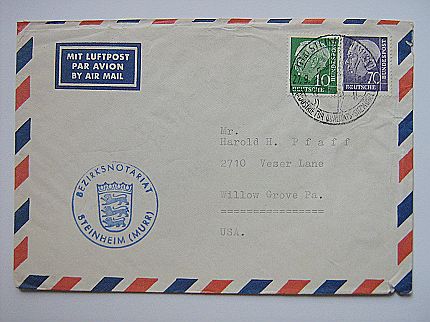 MIT LUFTPOST
PAR AVION
BY AIR MAIL
10
DEUTSCHE
BUNDESPOST
70
DEUTSCHE
BUNDESPOST
Mr.
Harold H. Pfaff
2710 Veser Lane
Willow Grove Pa.
================
USA.
BEZIRKSNOTARIAT
STEINHEIM (MURR)